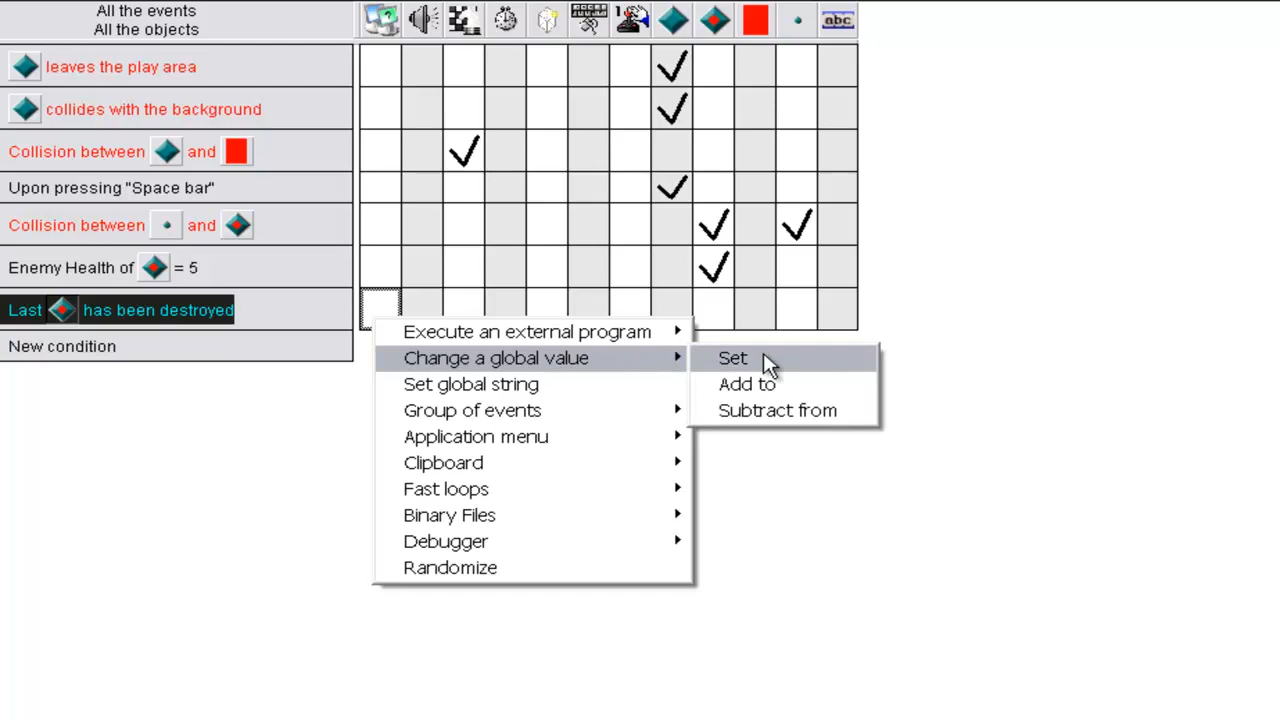 All the events
All the objects
abc
leaves the play area
collides with the background
Collision between and
Upon pressing "Space bar"
Collision between and
Enemy Health of = 5
Last has been destroyed
New condition
Execute an external program
Change a global value
Set global string
Group of events
Application menu
Clipboard
Fast loops
Binary Files
Debugger
Randomize
Set
Add to
Subtract from